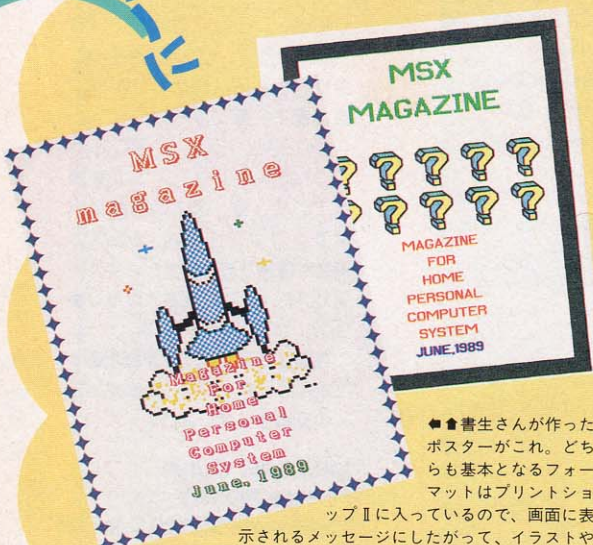 MSX
magazine
Magazine
For
Home
Personal
Computer
System
June, 1989
MSX
MAGAZINE
? ? ? ? ?
? ? ? ? ?
MAGAZINE
FOR
HOME
PERSONAL
COMPUTER
SYSTEM
JUNE,1989
⬅⬆書生さんが作った
ポスターがこれ。どち
らも基本となるフォー
マットはプリントショ
ップⅡに入っているので、画面に表
示されるメッセージにしたがって、イラストや